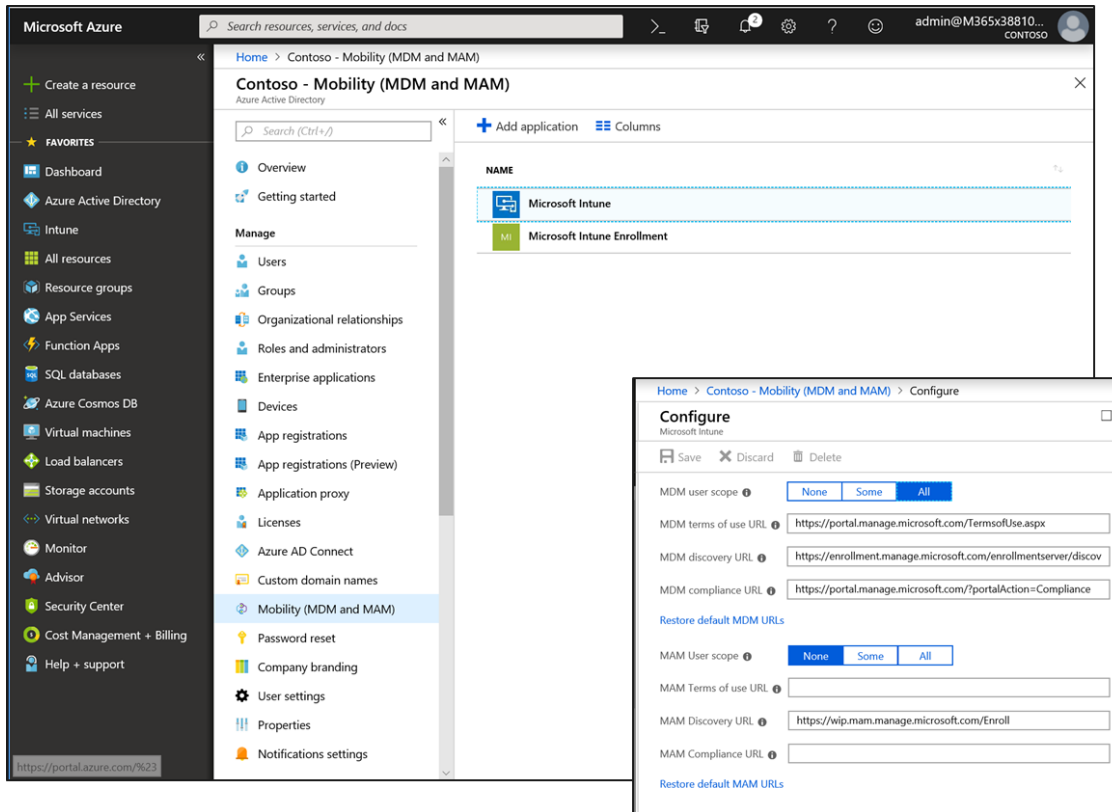 Microsoft Azure
Search resources, services, and docs
2
admin@M365x38810...
CONTOSO
«
Create a resource
All services
FAVORITES
Dashboard
Azure Active Directory
Intune
All resources
Resource groups
App Services
Function Apps
SQL databases
Azure Cosmos DB
Virtual machines
Load balancers
Storage accounts
Virtual networks
Monitor
Advisor
Security Center
Cost Management + Billing
Help + support
https://portal.azure.com/%23
Home > Contoso - Mobility (MDM and MAM)
Contoso - Mobility (MDM and MAM)
Azure Active Directory
Search (Ctrl+/)
«
Overview
Getting started
Manage
Users
Groups
Organizational relationships
Roles and administrators
Enterprise applications
Devices
App registrations
App registrations (Preview)
Application proxy
Licenses
Azure AD Connect
Custom domain names
Mobility (MDM and MAM)
Password reset
Company branding
User settings
Properties
Notifications settings
Add application Columns
NAME
Microsoft Intune
MI Microsoft Intune Enrollment
Home > Contoso - Mobility (MDM and MAM) > Configure
Configure
Microsoft Intune
Save Discard Delete
MDM user scope None Some All
MDM terms of use URL https://portal.manage.microsoft.com/TermsofUse.aspx
MDM discovery URL https://enrollment.manage.microsoft.com/enrollmentserver/discov
MDM compliance URL https://portal.manage.microsoft.com/?portalAction=Compliance
Restore default MDM URLs
MAM User scope None Some All
MAM Terms of use URL
MAM Discovery URL https://wip.mam.manage.microsoft.com/Enroll
MAM Compliance URL
Restore default MAM URLs